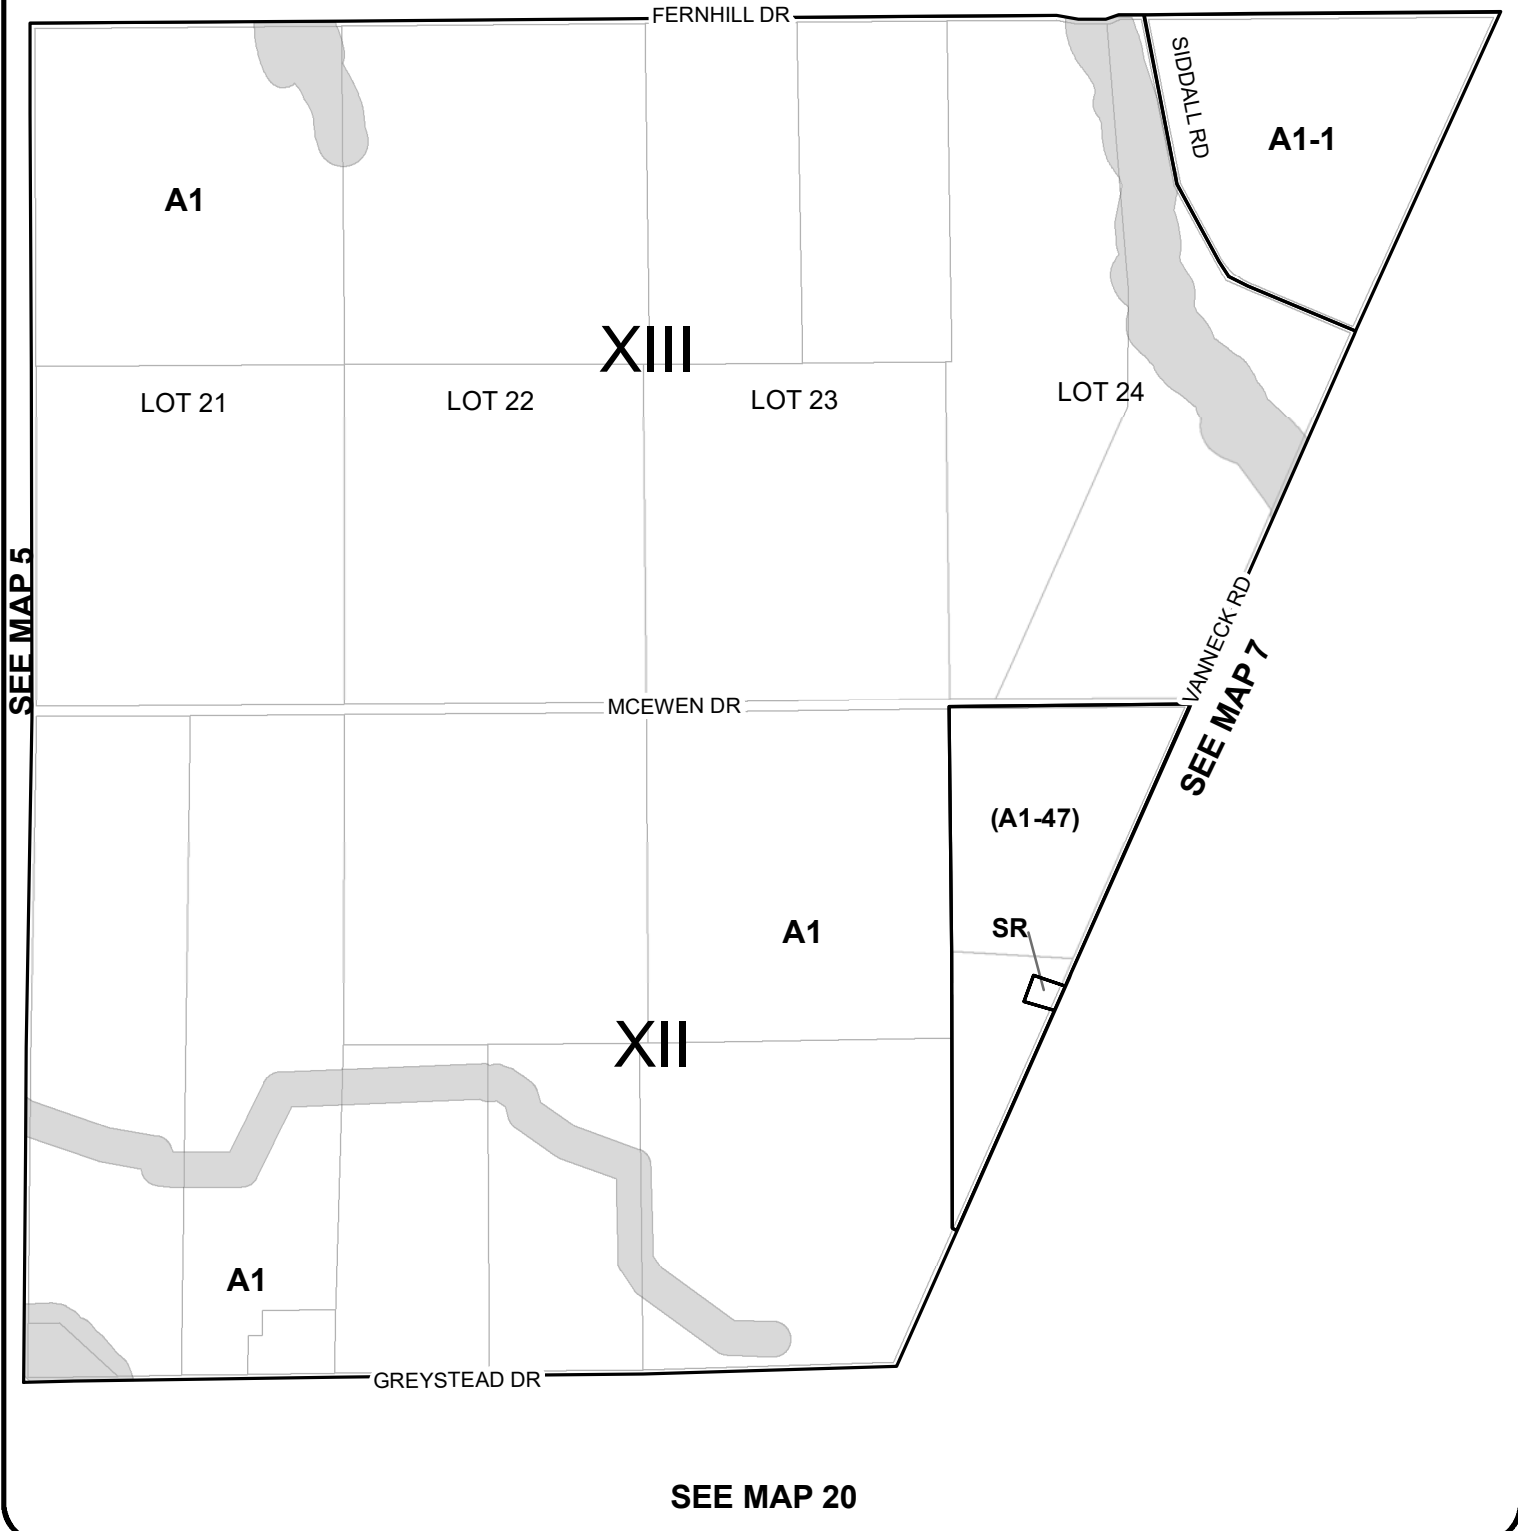 FERNHILL DR
SIDDALL RD
A1-1
A1
XIII
LOT 21
LOT 22
LOT 23
LOT 24
SEE MAP 5
VANNECK RD
SEE MAP 7
MCEWEN DR
(A1-47)
SR
A1
XII
A1
GREYSTEAD DR
SEE MAP 20